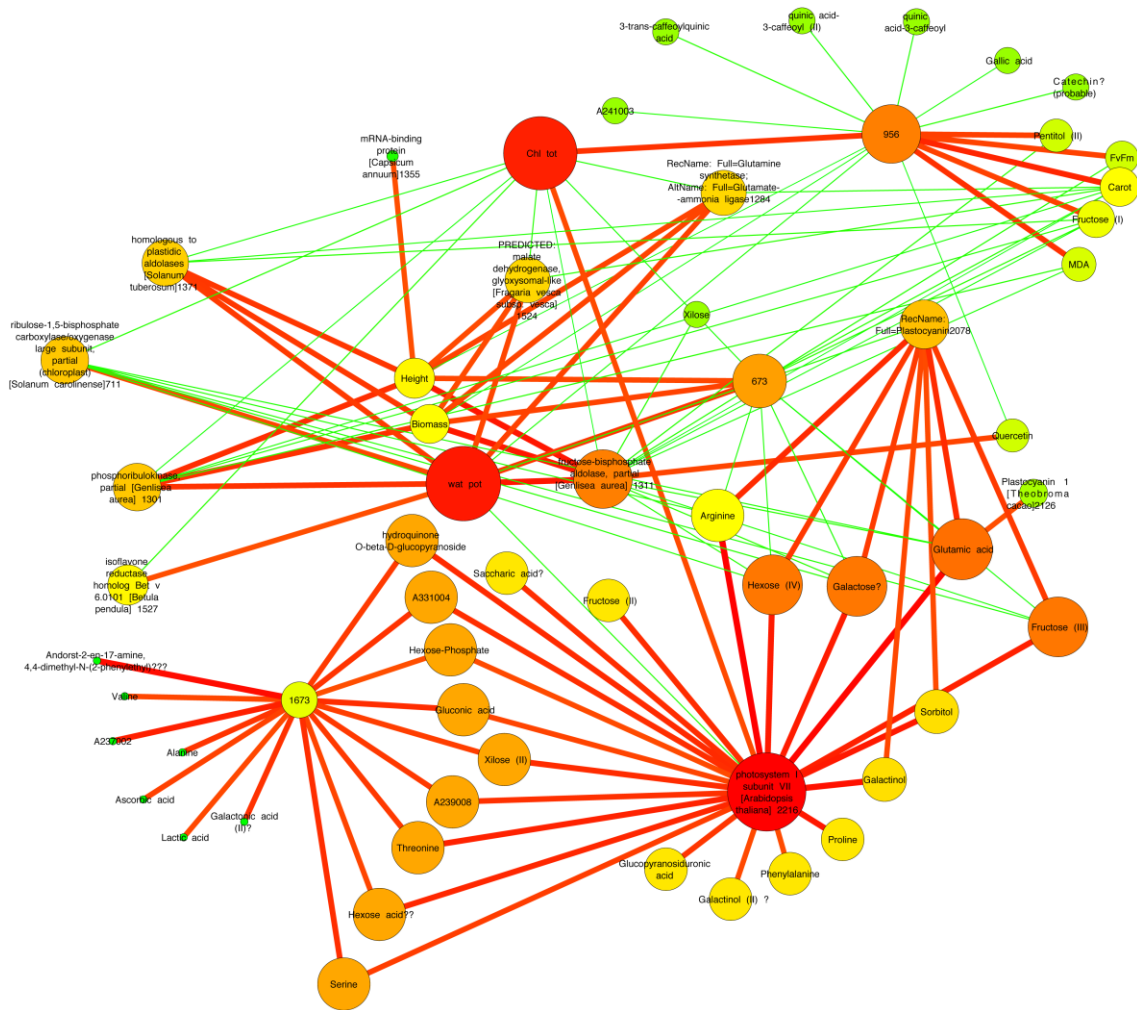 3-trans-caffeoylquinic
acid
quinic acid-
3-caffeoyl (II)
quinic
acid-3-caffeoyl
Gallic acid
Catechin?
(probable)
A241003
956
Pentitol (II)
FvFm
Carot
Fructose (I)
MDA
mRNA-binding
protein
[Capsicum
annuum]1355
Chl tot
RecName: Full=Glutamine
synthetase;
AltName: Full=Glutamate-
-ammonia ligase1284
homologous to
plastidic
aldolases
[Solanum
tuberosum]1371
PREDICTED:
malate
dehydrogenase,
glyoxysomal-like
[Fragaria vesca
subsp. vesca]
1524
Xilose
RecName:
Full=Plastocyanin2078
ribulose-1,5-bisphosphate
carboxylase/oxygenase
large subunit,
partial
(chloroplast)
[Solanum carolinense]711
Height
673
Biomass
Quercetin
phosphoribulokinase,
partial [Genlisea
aurea] 1301
wat pot
fructose-bisphosphate
aldolase, partial
[Genlisea aurea] 1311
Plastocyanin 1
[Theobroma
cacao]2126
Arginine
Glutamic acid
hydroquinone
O-beta-D-glucopyranoside
isoflavone
reductase
homolog Bet v
6.0101 [Betula
pendula] 1527
Saccharic acid?
Hexose (IV)
Galactose?
A331004
Fructose (II)
Fructose (III)
Hexose-Phosphate
Andorst-2-en-17-amine,
4,4-dimethyl-N-(2-phenylethyl)???
Valine
1673
Gluconic acid
Sorbitol
A237002
Alanine
Xilose (II)
Galactinol
photosystem I
subunit VII
[Arabidopsis
thaliana] 2216
Ascorbic acid
A239008
Galactonic acid
(II)?
Lactic acid
Threonine
Proline
Glucopyranosiduronic
acid
Phenylalanine
Galactinol (II) ?
Hexose acid??
Serine